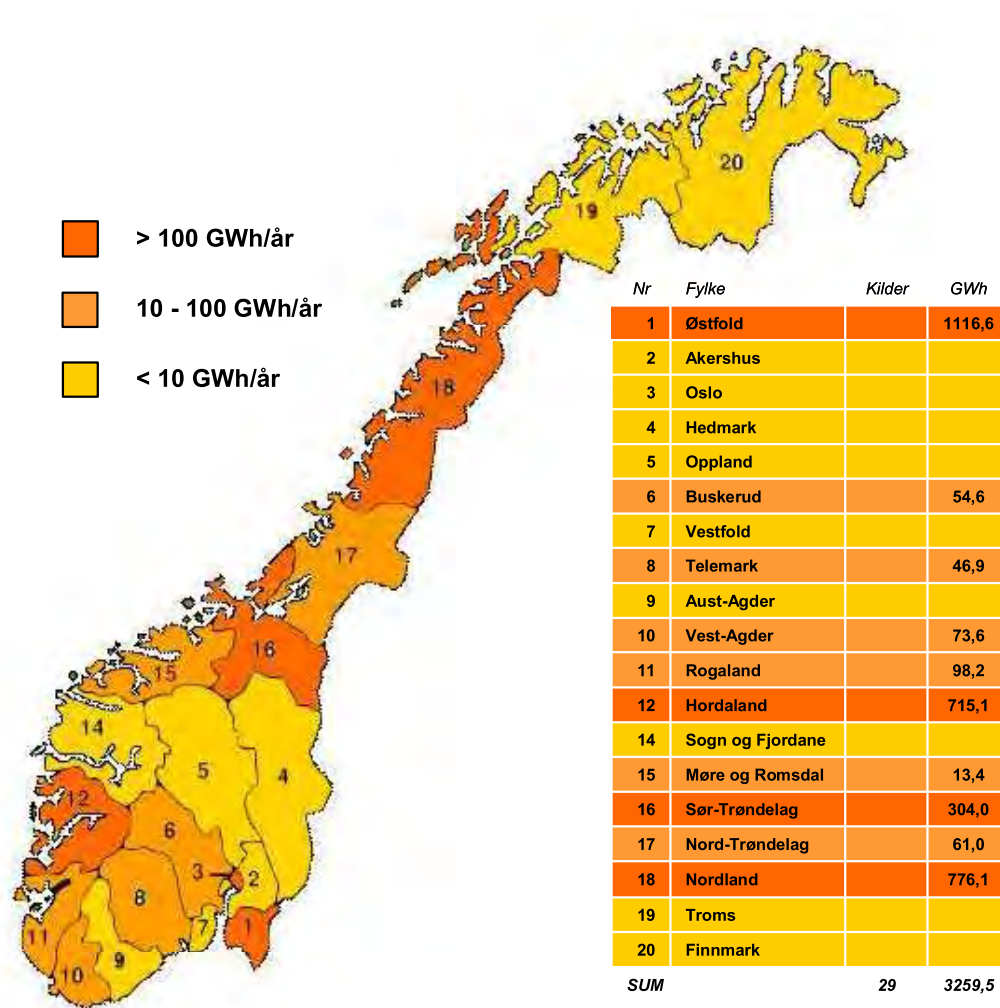 20
19
> 100 GWh/år
10 - 100 GWh/år
< 10 GWh/år
18
17
16
15
14
5
4
12
6
3
2
8
7
1
11
9
10
Nr Fylke Kilder GWh
1 Østfold 1116,6
2 Akershus
3 Oslo
4 Hedmark
5 Oppland
6 Buskerud 54,6
7 Vestfold
8 Telemark 46,9
9 Aust-Agder
10 Vest-Agder 73,6
11 Rogaland 98,2
12 Hordaland 715,1
14 Sogn og Fjordane
15 Møre og Romsdal 13,4
16 Sør-Trøndelag 304,0
17 Nord-Trøndelag 61,0
18 Nordland 776,1
19 Troms
20 Finnmark
SUM 29 3259,5